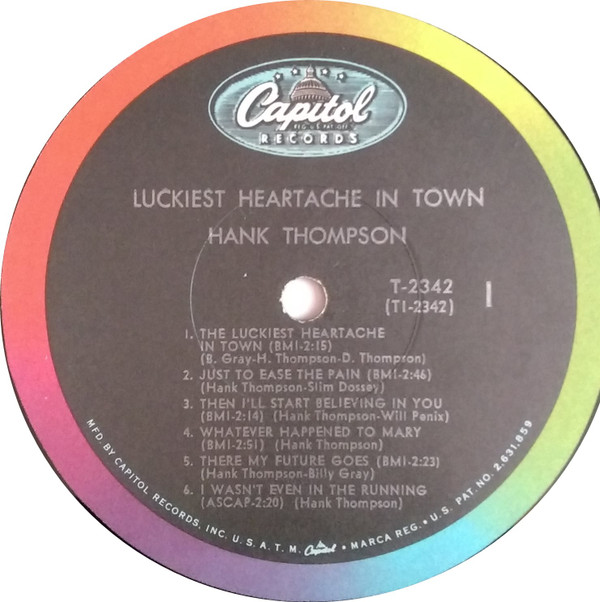 Capitol
REG. U.S. PAT. OFF.
RECORDS
LUCKIEST HEARTACHE IN TOWN
HANK THOMPSON
T-2342
(T1-2342)
1
1. THE LUCKIEST HEARTACHE
IN TOWN (BMI-2:15)
(B. Gray-H. Thompson-D. Thompson)
2. JUST TO EASE THE PAIN (BMI-2:46)
(Hank Thompson-Slim Dossey)
3. THEN I'LL START BELIEVING IN YOU
(BMI-2:14) (Hank Thompson-Will Penix)
4. WHATEVER HAPPENED TO MARY
(BMI-2:51) (Hank Thompson)
5. THERE MY FUTURE GOES (BMI-2:23)
(Hank Thompson-Billy Gray)
6. I WASN'T EVEN IN THE RUNNING
(ASCAP-2:20) (Hank Thompson)
MFD. BY CAPITOL RECORDS, INC. U. S. A. T. M. Capitol • MARCA REG. • U. S. PAT. NO. 2,631,859